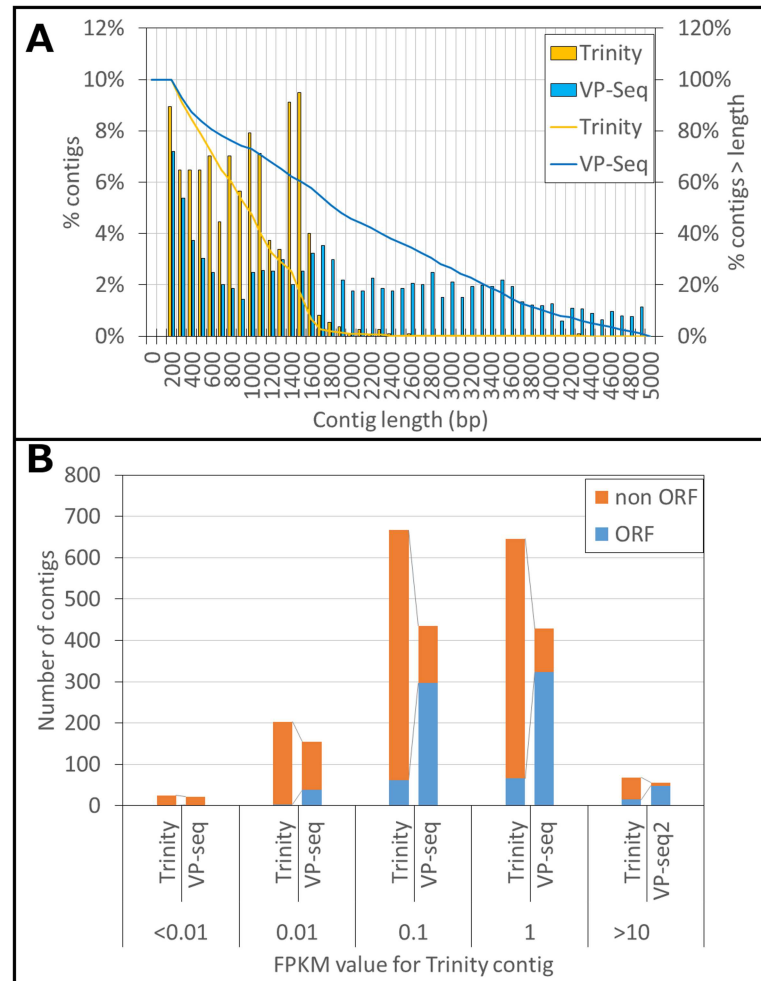 A
12%
10%
8%
6%
4%
2%
0%
% contigs
120%
100%
80%
60%
40%
20%
0%
% contigs > length
Trinity
VP-Seq
Trinity
VP-Seq
0
200
400
600
800
1000
1200
1400
1600
1800
2000
2200
2400
2600
2800
3000
3200
3400
3600
3800
4000
4200
4400
4600
4800
5000
Contig length (bp)
B
800
700
600
500
400
300
200
100
0
Number of contigs
non ORF
ORF
Trinity
VP-seq
Trinity
VP-seq
Trinity
VP-seq
Trinity
VP-seq
Trinity
VP-seq2
<0.01
0.01
0.1
1
>10
FPKM value for Trinity contig